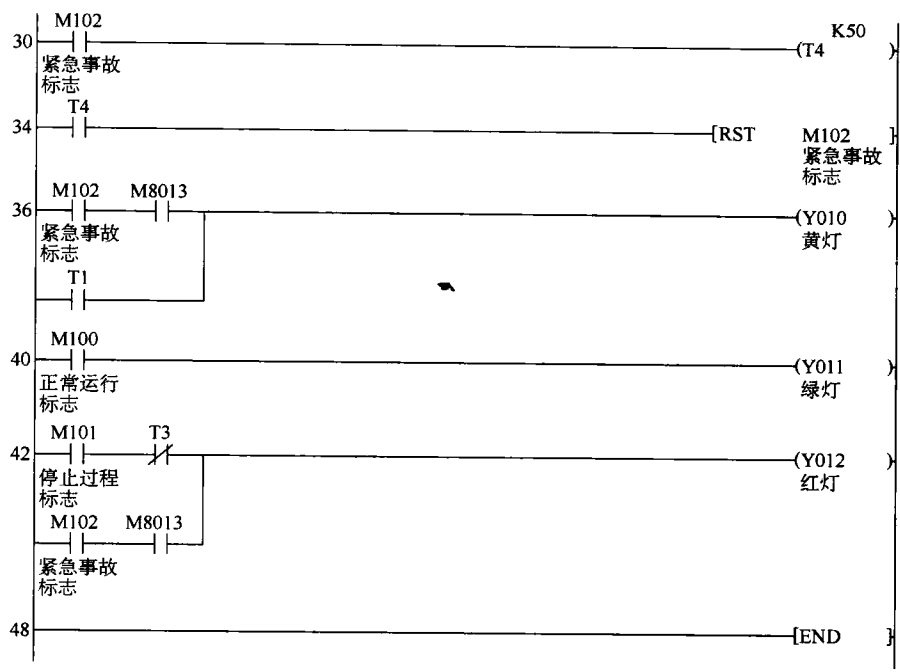 M102
K50
30
(T4 )
紧急事故
标志
T4
34
[RST M102 ]
紧急事故
标志
M102 M8013
36
(Y010 )
紧急事故
黄灯
标志
T1
M100
40
(Y011 )
正常运行
绿灯
标志
M101 T3
42
(Y012 )
停止过程
红灯
标志
M102 M8013
紧急事故
标志
48
[END ]